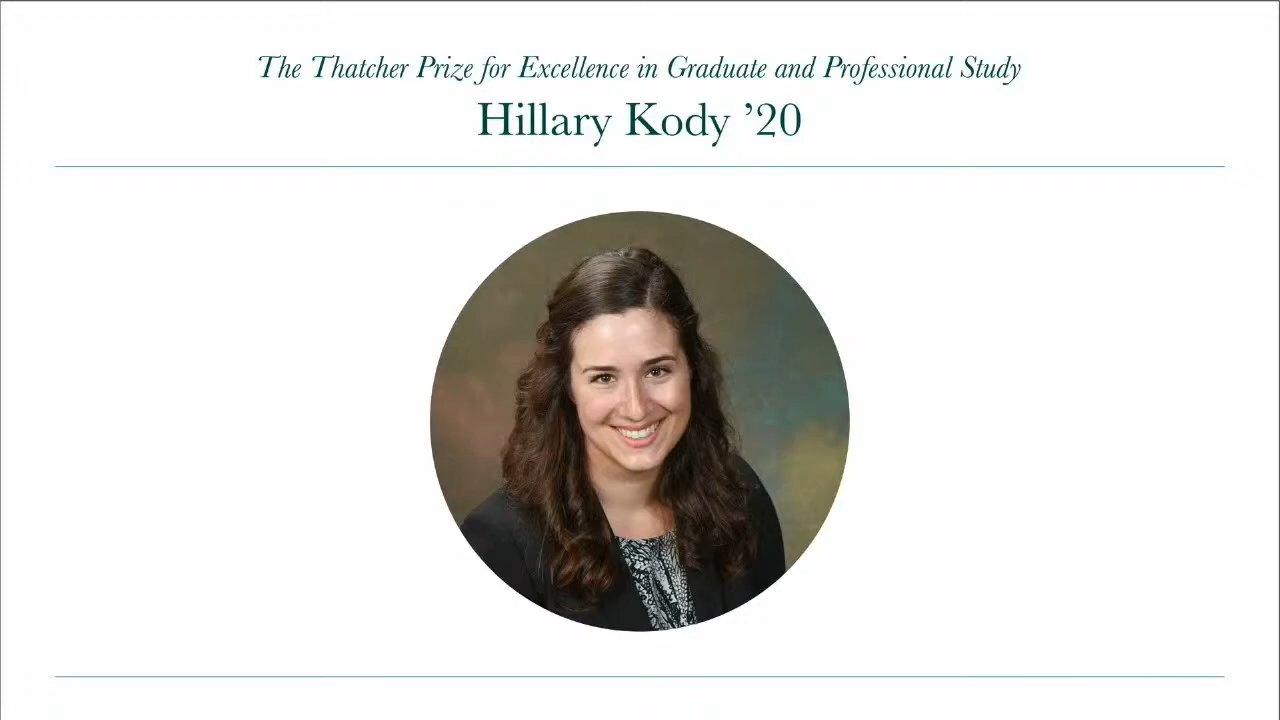 The Thatcher Prize for Excellence in Graduate and Professional Study
Hillary Kody ’20